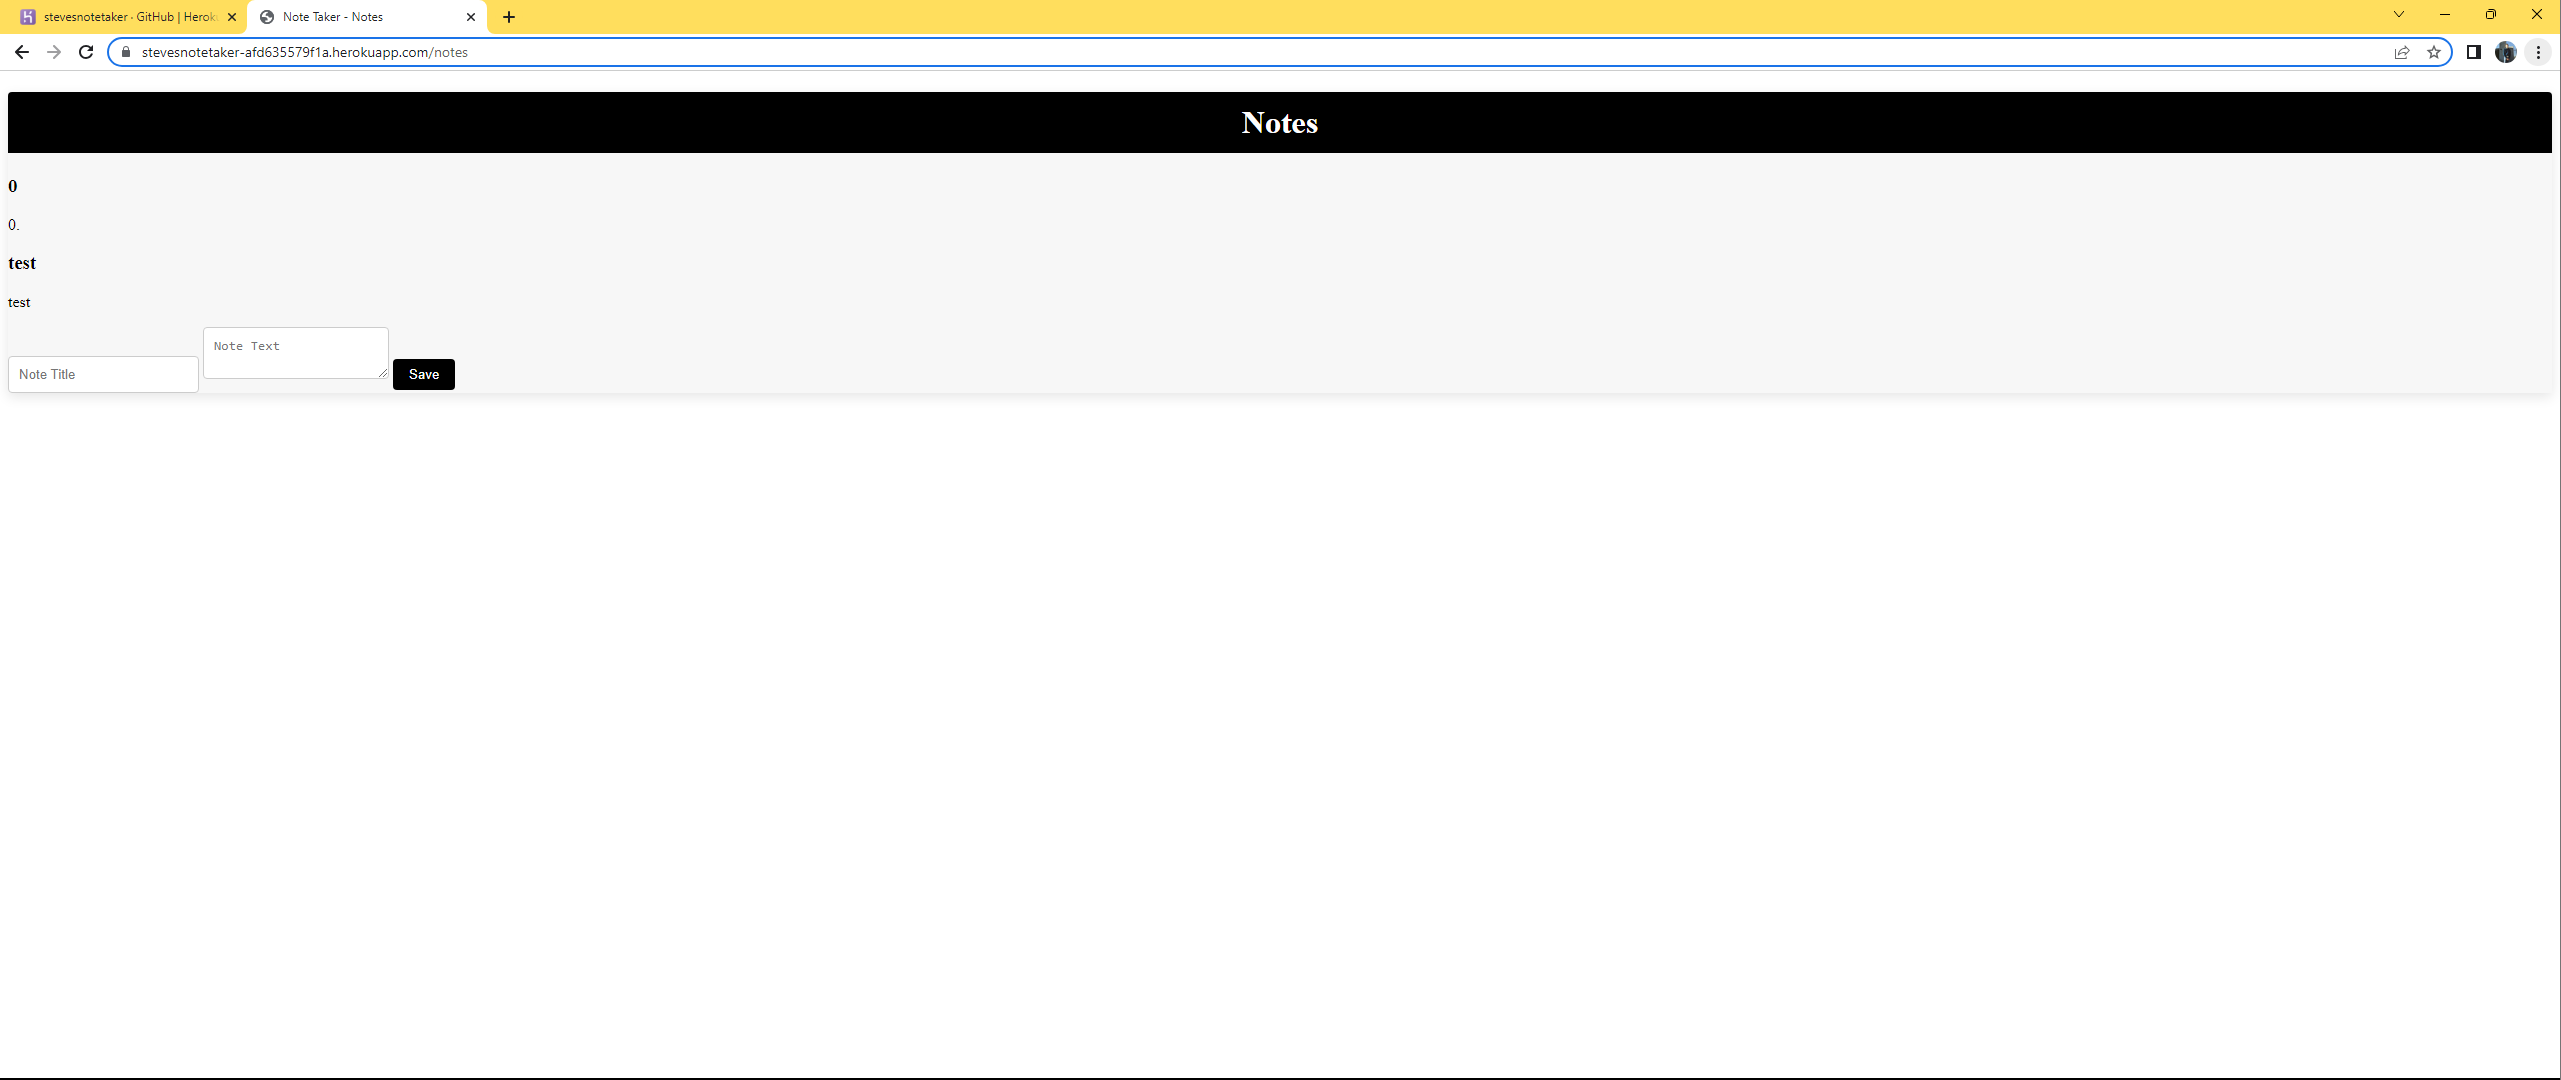 stevesnotetaker · GitHub | Heroku
Note Taker - Notes
stevesnotetaker-afd635579f1a.herokuapp.com/notes
Notes
0
0.
test
test
Note Text
Note Title
Save